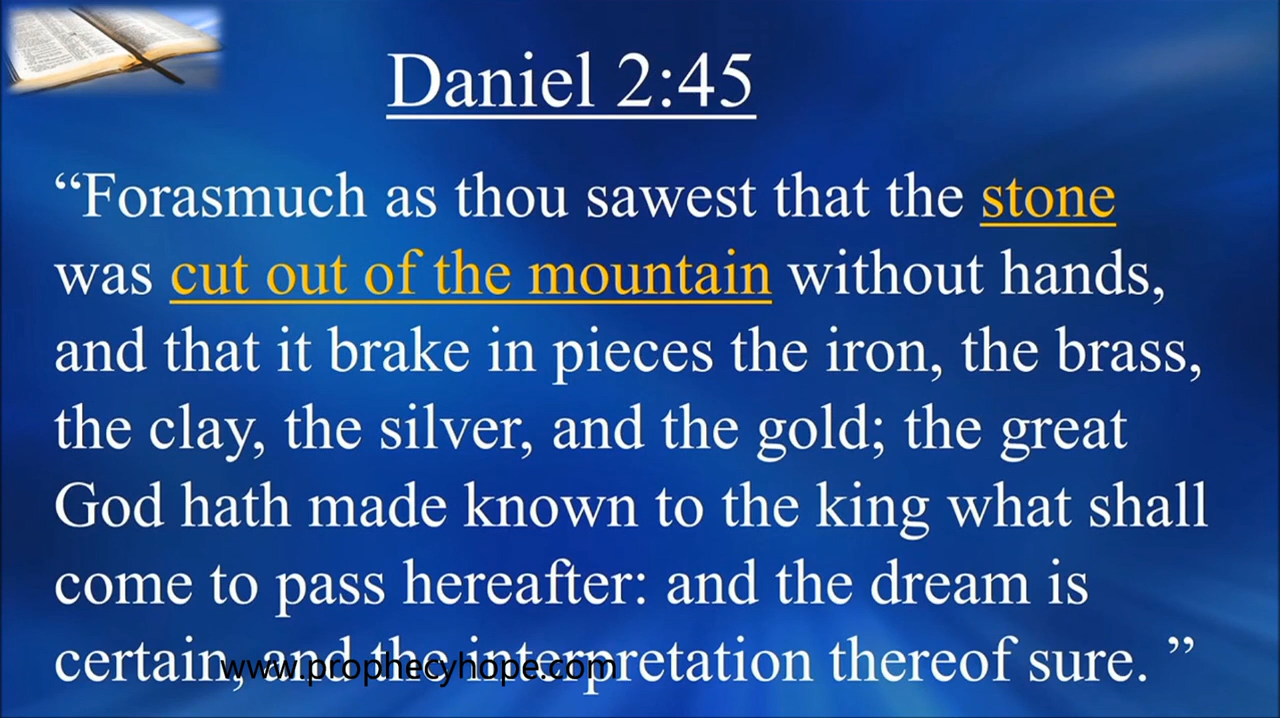 Daniel 2:45
“Forasmuch as thou sawest that the stone
was cut out of the mountain without hands,
and that it brake in pieces the iron, the brass,
the clay, the silver, and the gold; the great
God hath made known to the king what shall
come to pass hereafter: and the dream is
certain, and the interpretation thereof sure. ”
www.prophecyhope.com